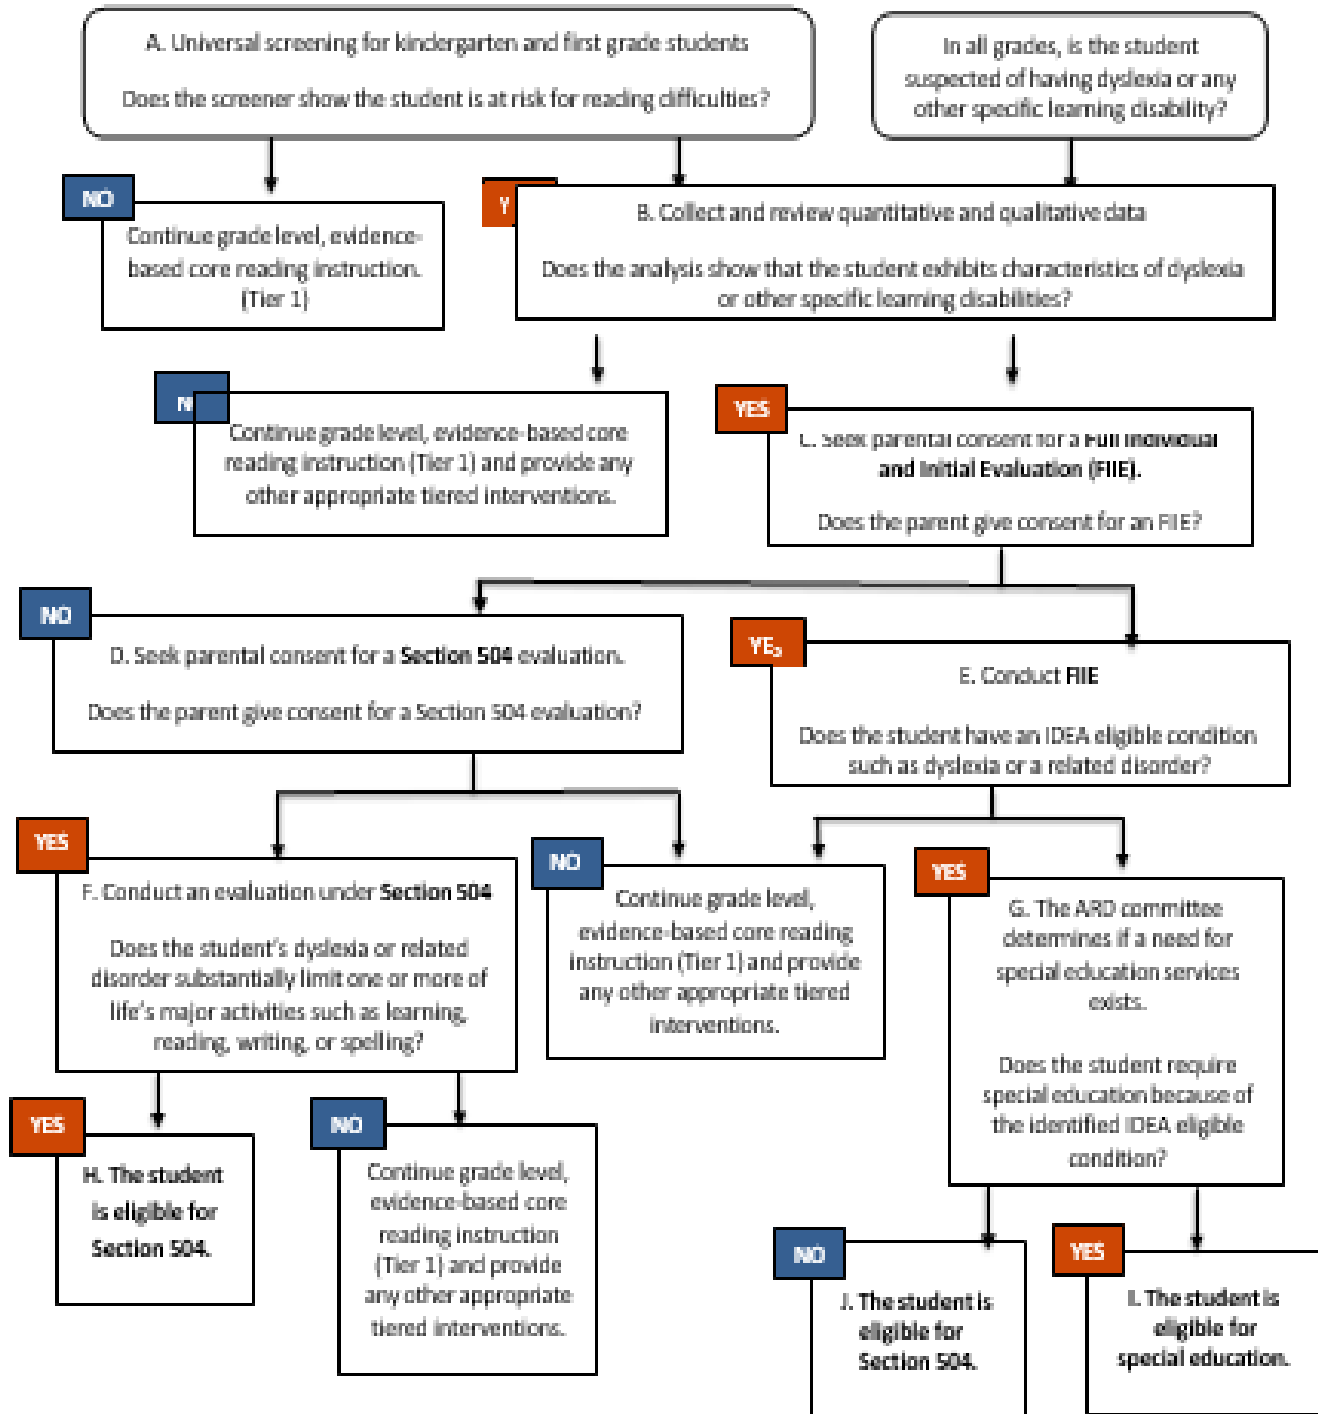 A. Universal screening for kindergarten and first grade students
Does the screener show the student is at risk for reading difficulties?
In all grades, is the student
suspected of having dyslexia or any
other specific learning disability?
NO
Continue grade level, evidence-
based core reading instruction.
(Tier 1)
Y
B. Collect and review quantitative and qualitative data
Does the analysis show that the student exhibits characteristics of dyslexia
or other specific learning disabilities?
N
Continue grade level, evidence-based core
reading instruction (Tier 1) and provide any
other appropriate tiered interventions.
YES
C. Seek parental consent for a Full Individual
and Initial Evaluation (FIIE).
Does the parent give consent for an FIIE?
NO
D. Seek parental consent for a Section 504 evaluation.
Does the parent give consent for a Section 504 evaluation?
YES
E. Conduct FIIE
Does the student have an IDEA eligible condition
such as dyslexia or a related disorder?
YES
F. Conduct an evaluation under Section 504
Does the student's dyslexia or related
disorder substantially limit one or more of
life's major activities such as learning,
reading, writing, or spelling?
NO
Continue grade level,
evidence-based core reading
instruction (Tier 1) and provide
any other appropriate tiered
interventions.
YES
G. The ARD committee
determines if a need for
special education services
exists.
Does the student require
special education because of
the identified IDEA eligible
condition?
YES
H. The student
is eligible for
Section 504.
NO
Continue grade level,
evidence-based core
reading instruction
(Tier 1) and provide
any other appropriate
tiered interventions.
NO
J. The student is
eligible for
Section 504.
YES
I. The student is
eligible for
special education.